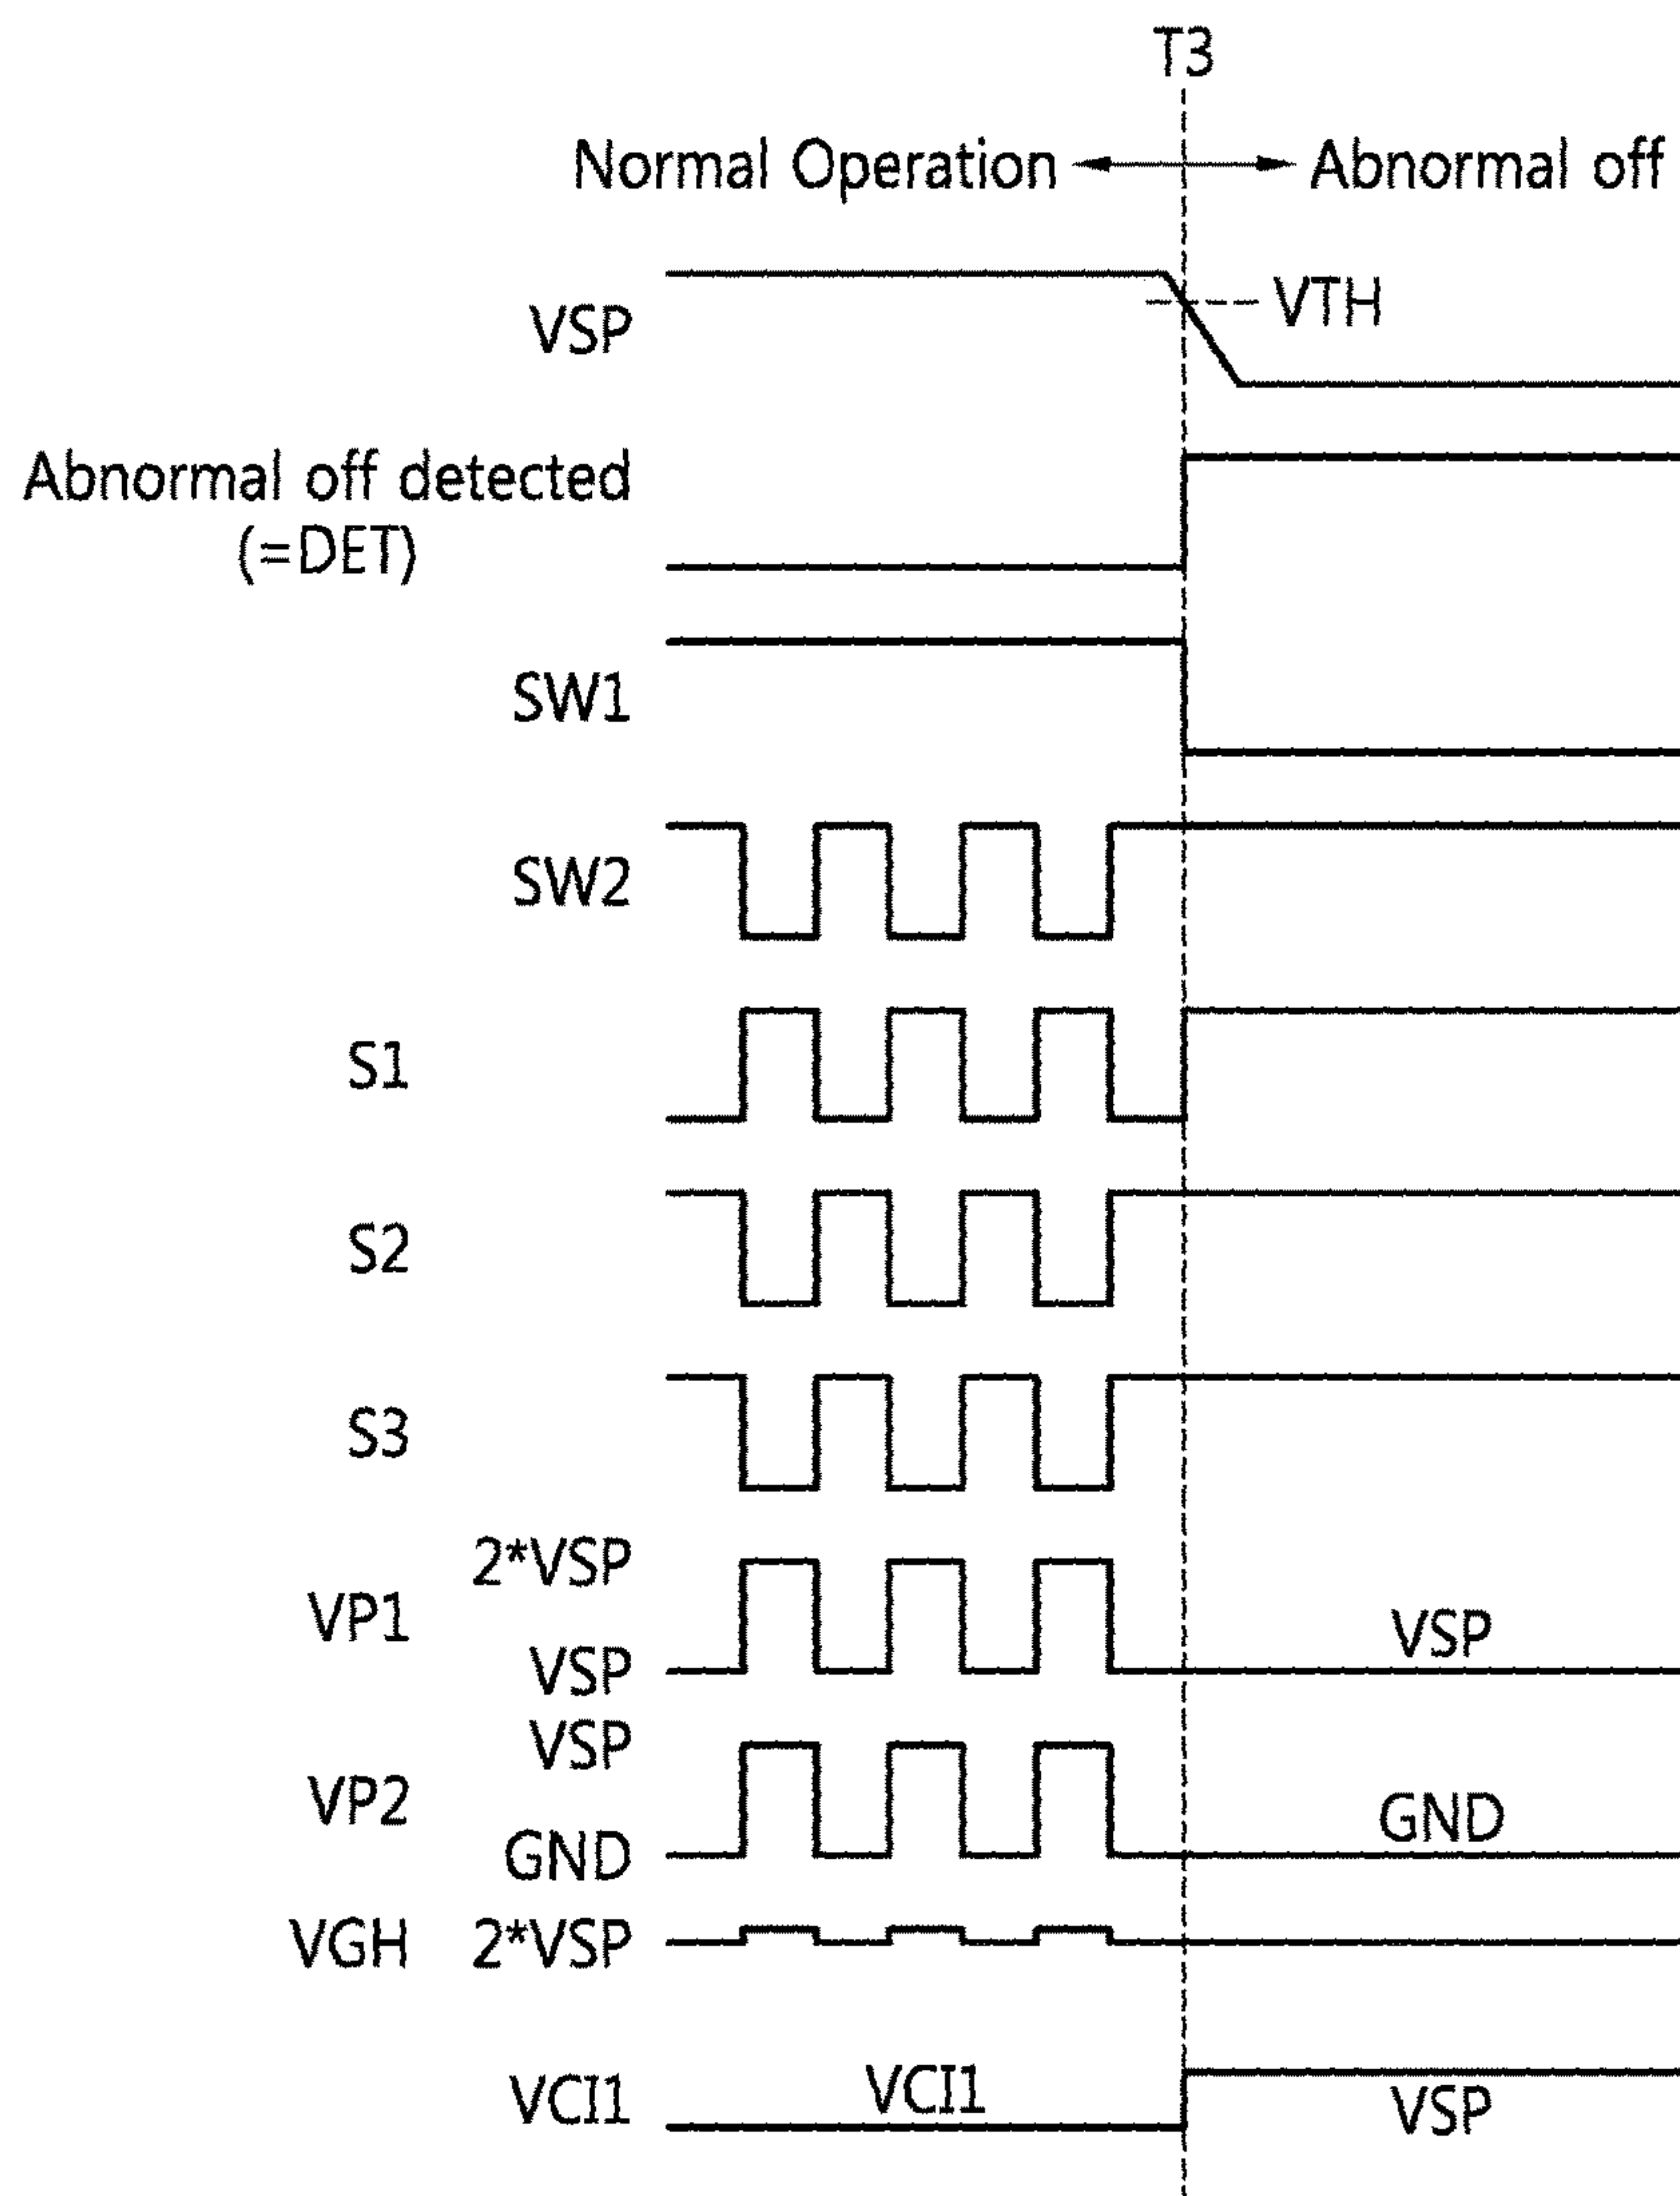 T3
Normal Operation Abnormal off
VSP
VTH
Abnormal off detected
(=DET)
SW1
SW2
S1
S2
S3
VP1
2*VSP
VSP
VSP
VP2
VSP
GND
GND
VGH
2*VSP
VCI1
VCI1
VSP